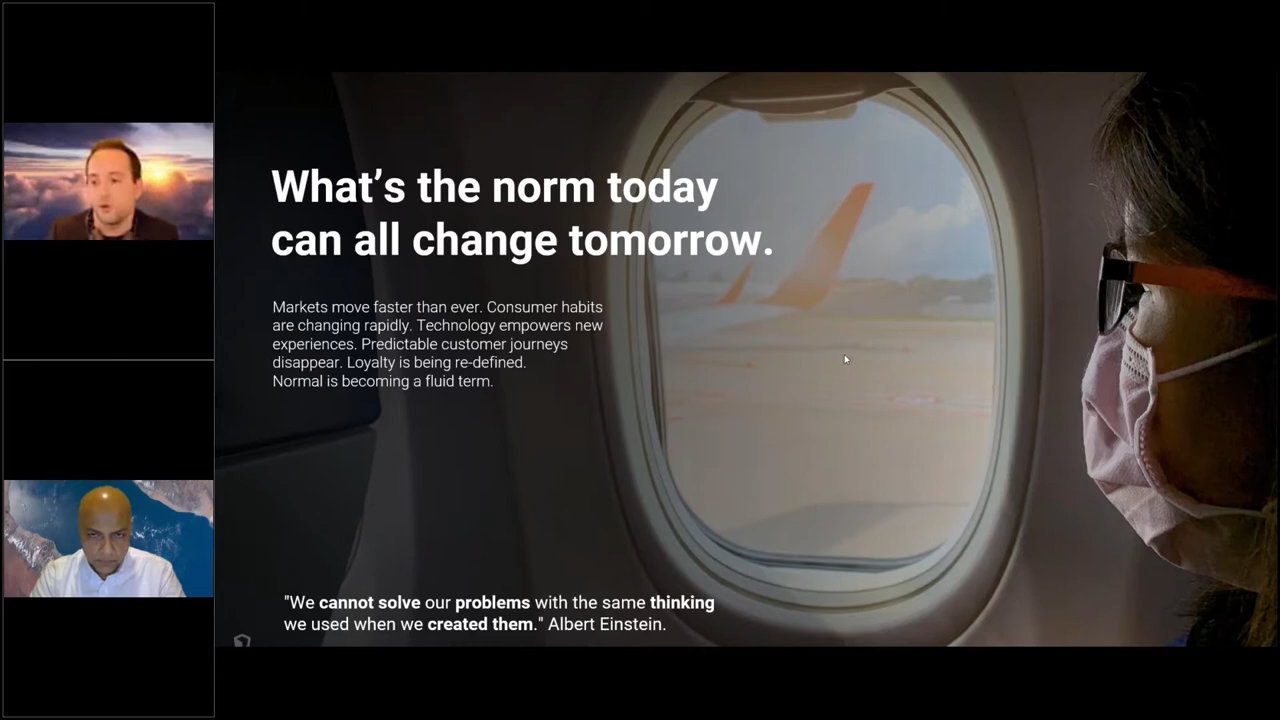 What's the norm today
can all change tomorrow.
Markets move faster than ever. Consumer habits
are changing rapidly. Technology empowers new
experiences. Predictable customer journeys
disappear. Loyalty is being re-defined.
Normal is becoming a fluid term.
"We cannot solve our problems with the same thinking
we used when we created them." Albert Einstein.